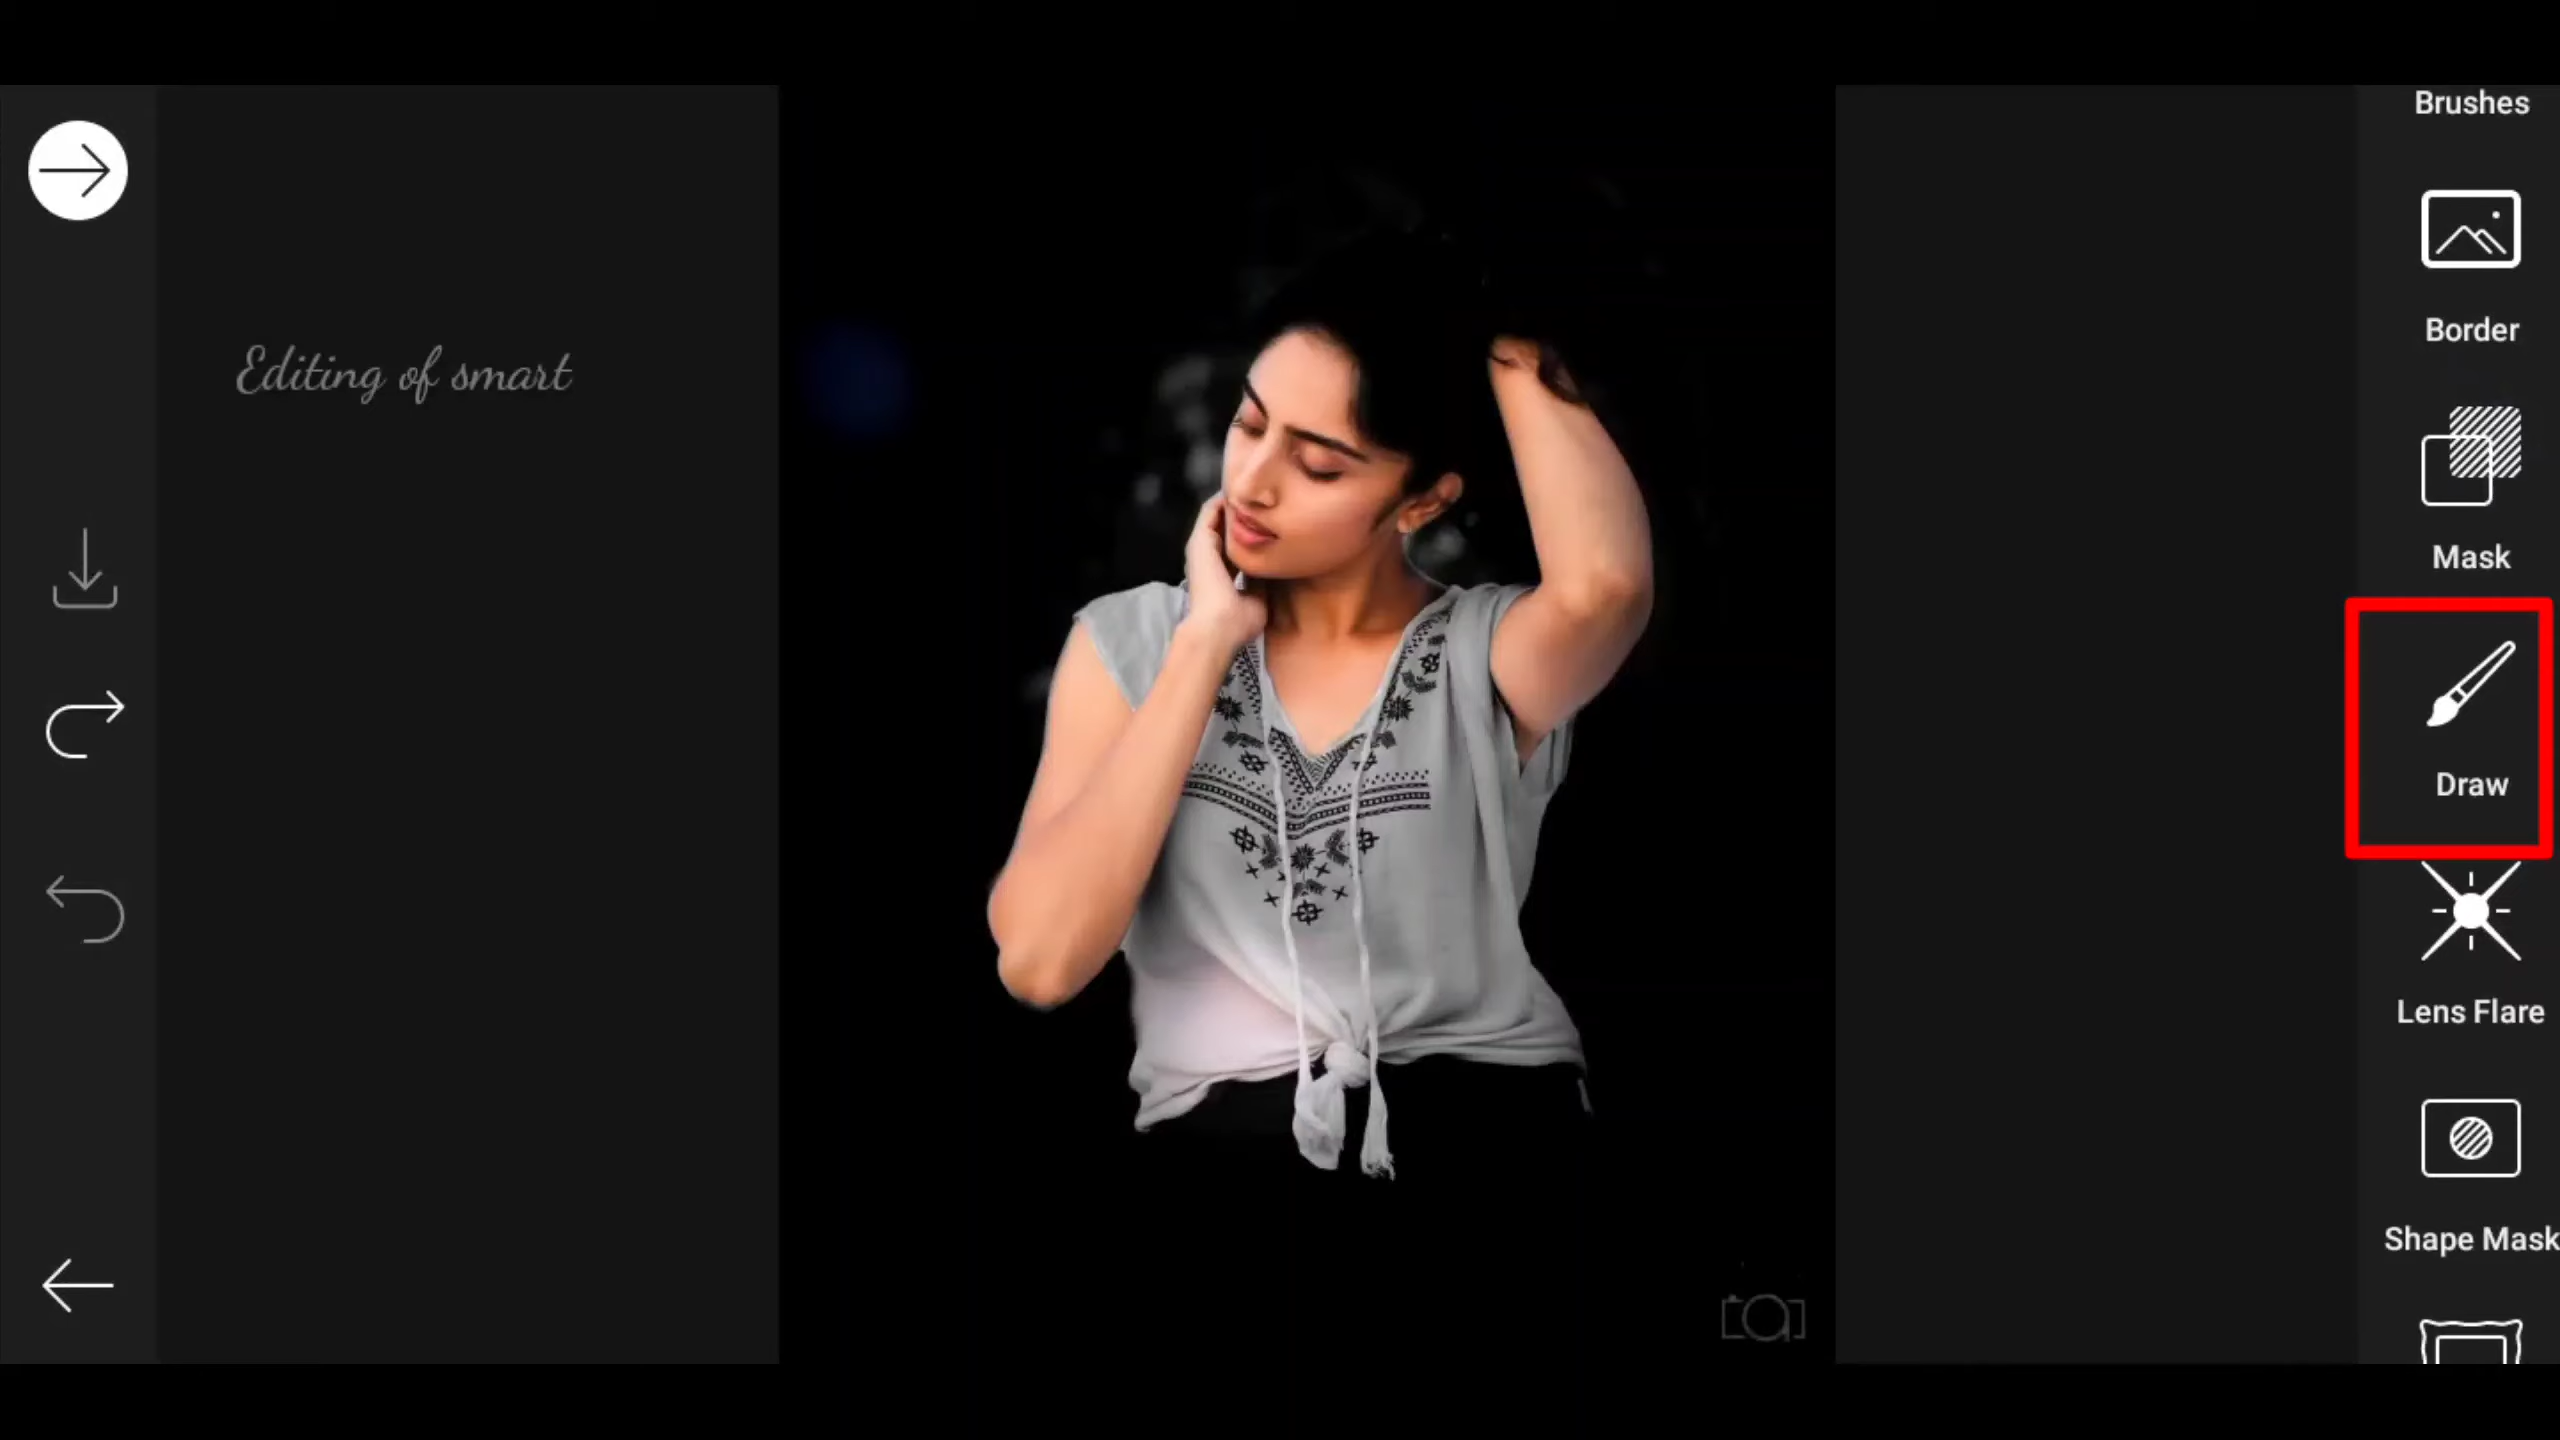 Brushes
Editing of smart
Border
Mask
Draw
Lens Flare
Shape Mask